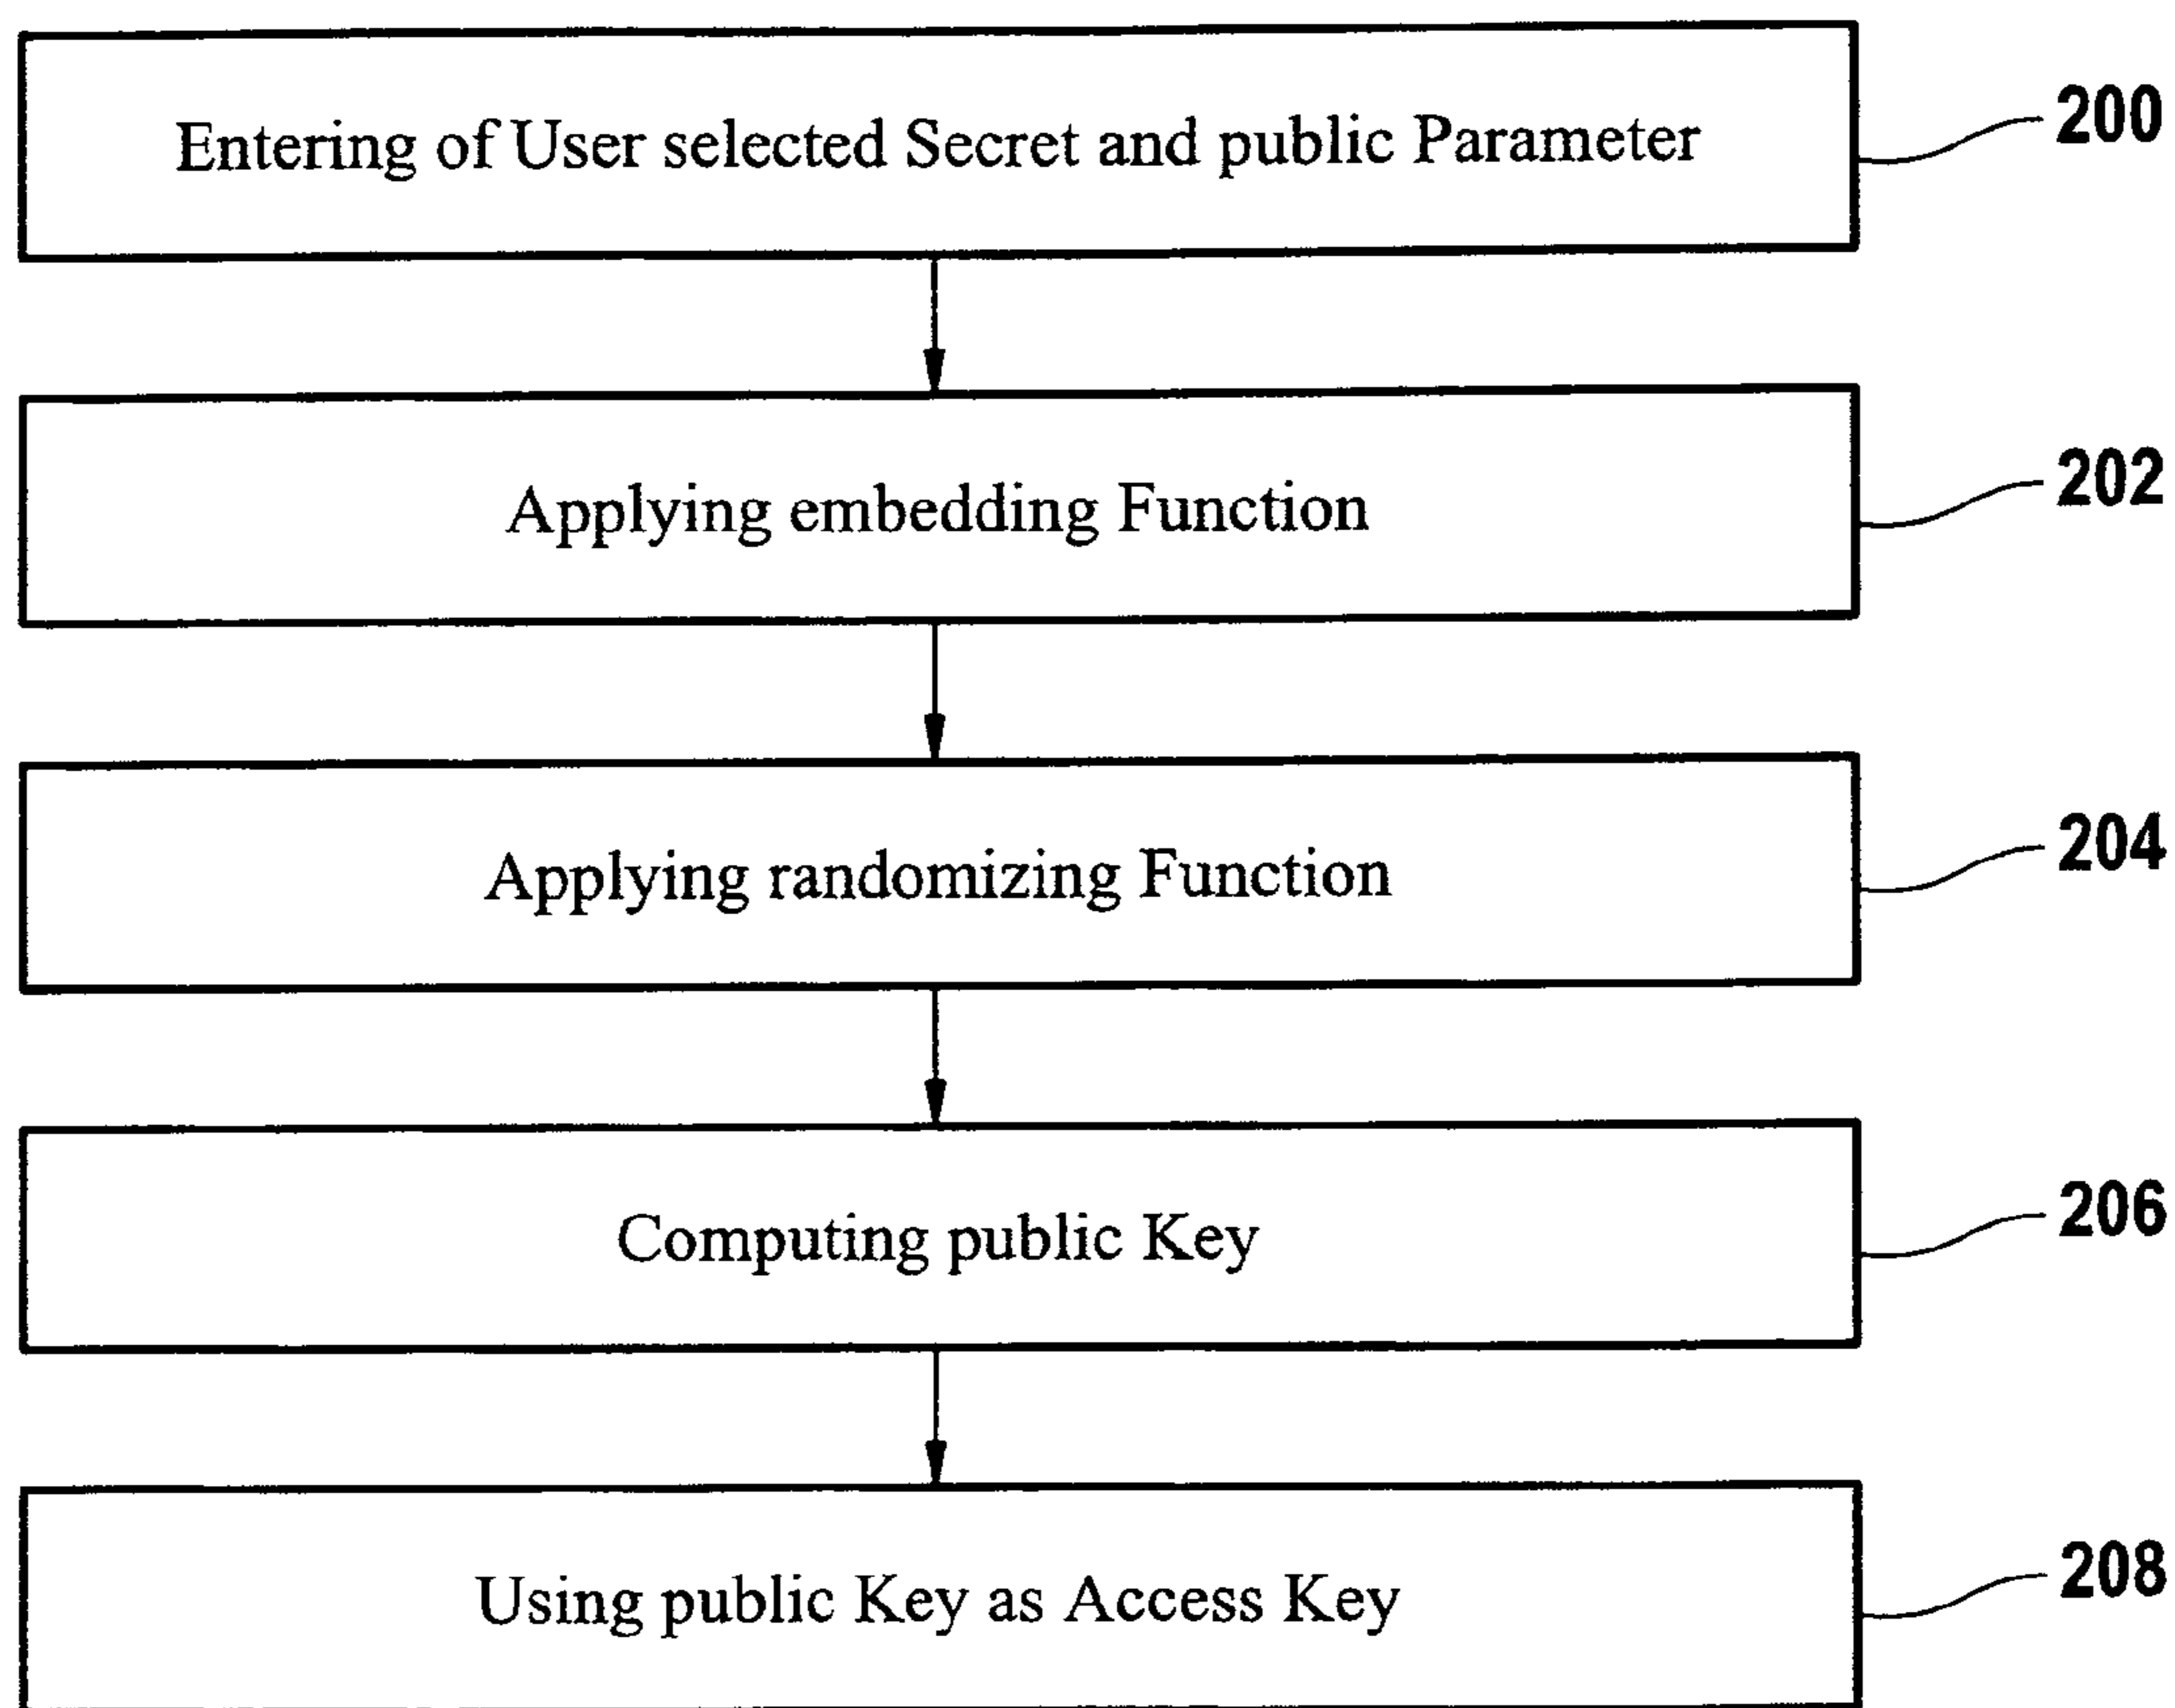 Entering of User selected Secret and public Parameter
200
Applying embedding Function
202
Applying randomizing Function
204
Computing public Key
206
Using public Key as Access Key
208